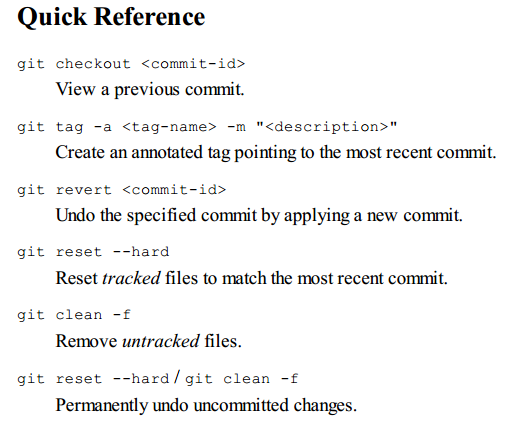 Quick Reference
git checkout <commit-id>
View a previous commit.
git tag -a <tag-name> -m "<description>"
Create an annotated tag pointing to the most recent commit.
git revert <commit-id>
Undo the specified commit by applying a new commit.
git reset --hard
Reset tracked files to match the most recent commit.
git clean -f
Remove untracked files.
git reset --hard / git clean -f
Permanently undo uncommitted changes.